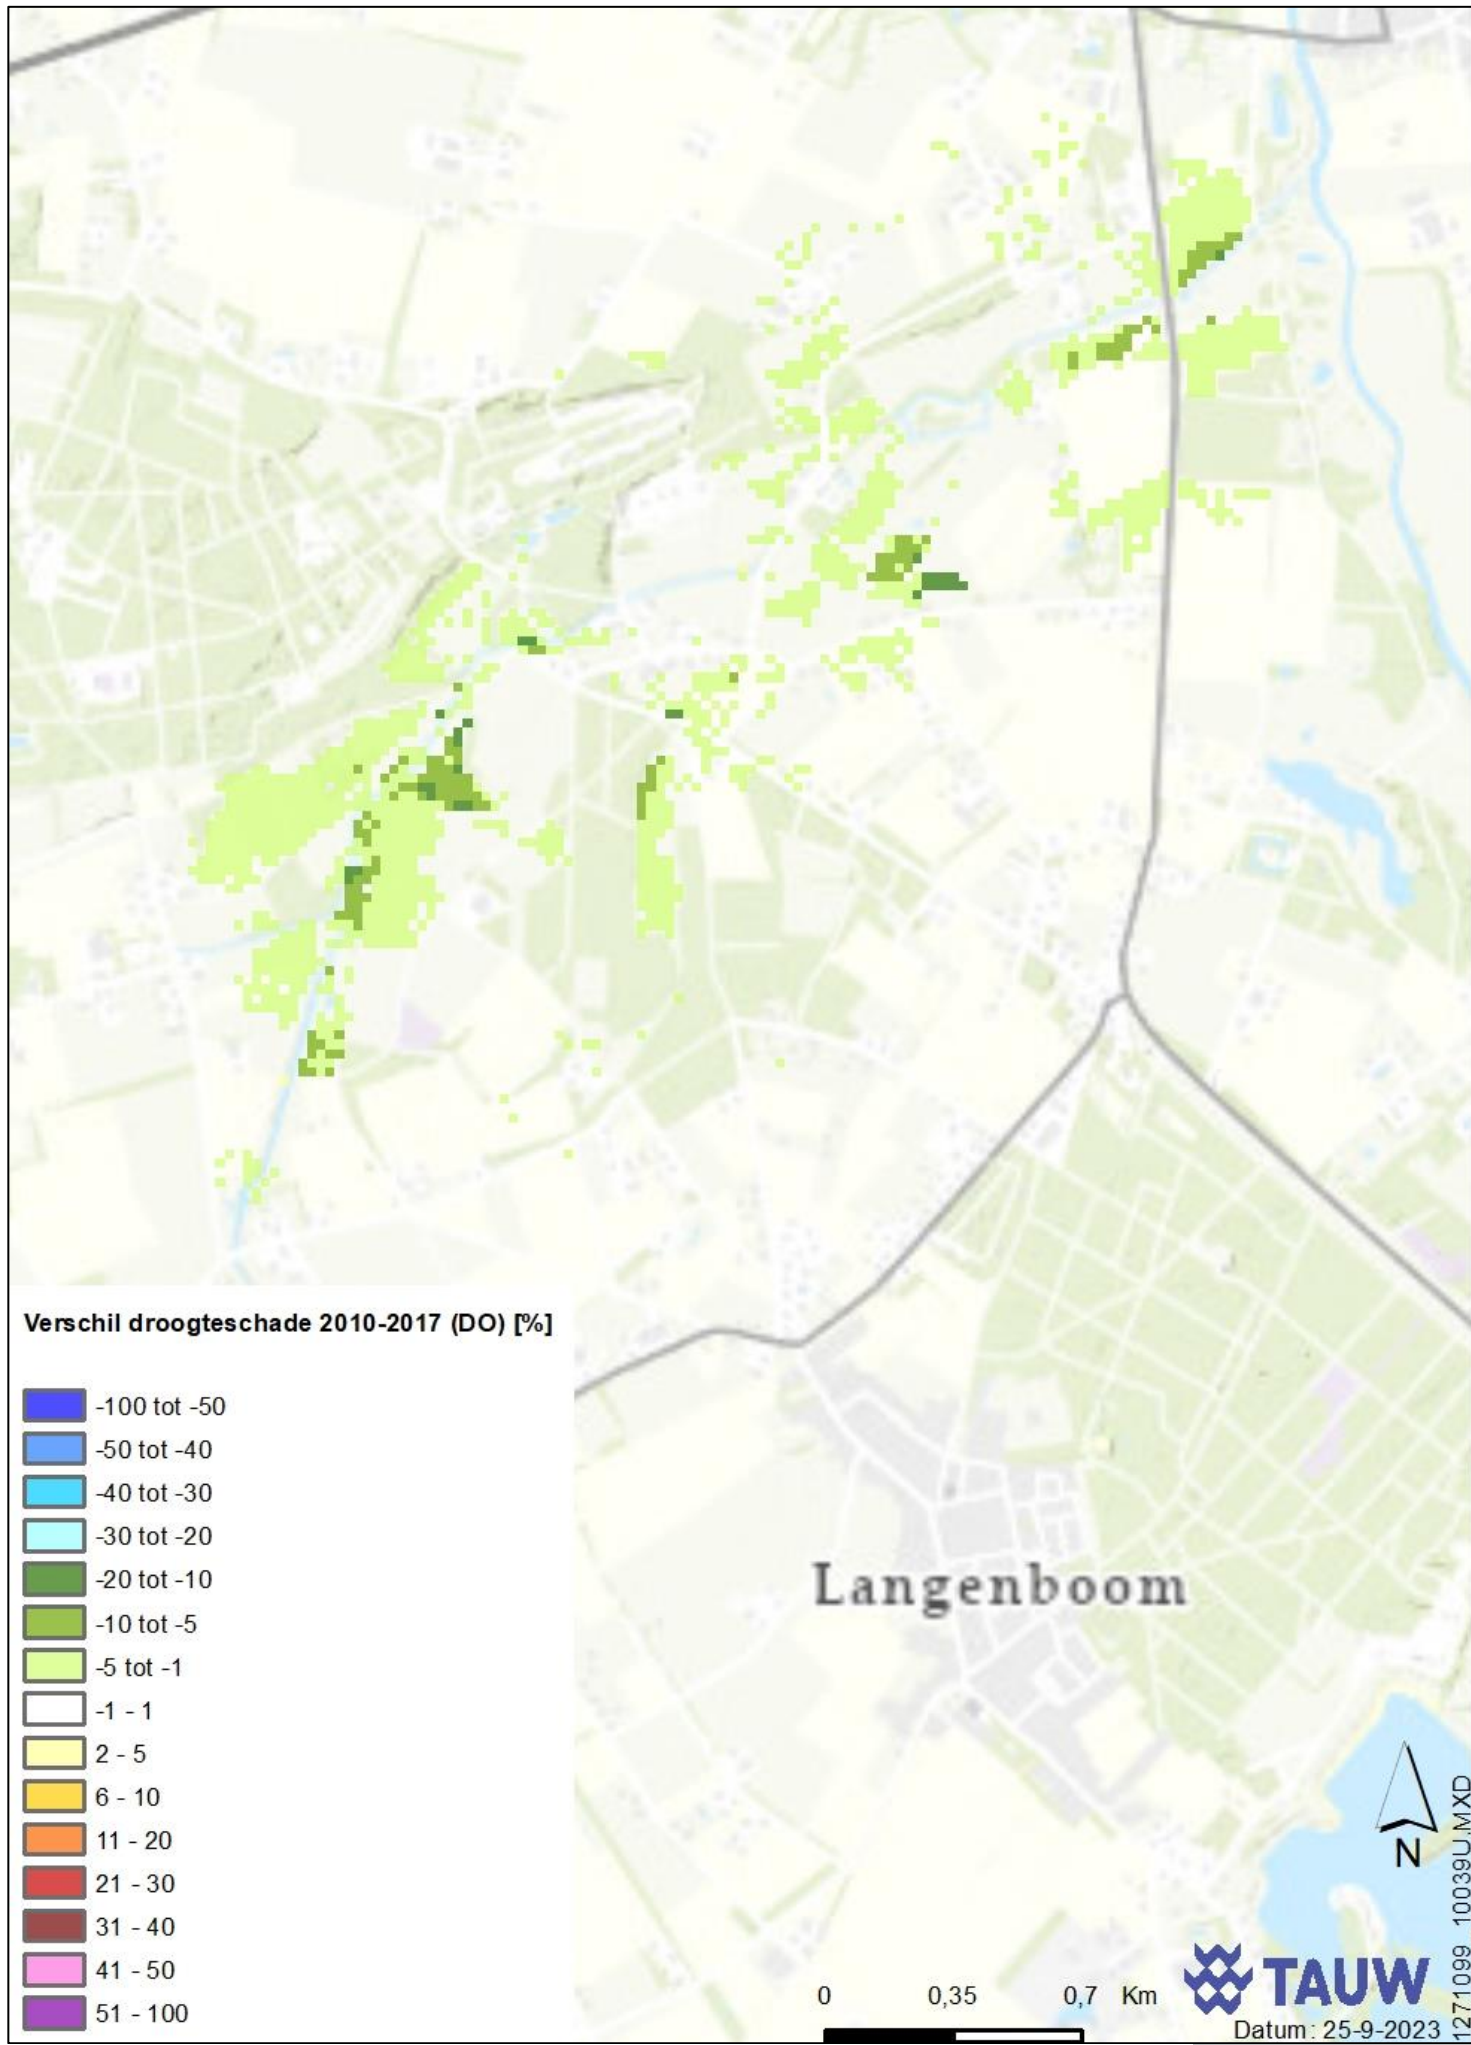 Verschil droogteschade 2010-2017 (DO) [%]
-100 tot -50
-50 tot -40
-40 tot -30
-30 tot -20
-20 tot -10
-10 tot -5
-5 tot -1
-1 - 1
2 - 5
6 - 10
11 - 20
21 - 30
31 - 40
41 - 50
51 - 100
Langenboom
N
0 0,35 0,7 Km
TAUW
Datum: 25-9-2023
1271099_10039U.MXD